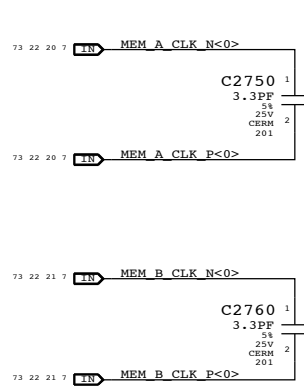 73 22 20 7 IN MEM_A_CLK_N<0>
C2750 1
3.3PF
5%
25V
CERM 2
201
73 22 20 7 IN MEM_A_CLK_P<0>
73 22 21 7 IN MEM_B_CLK_N<0>
C2760 1
3.3PF
5%
25V
CERM 2
201
73 22 21 7 IN MEM_B_CLK_P<0>